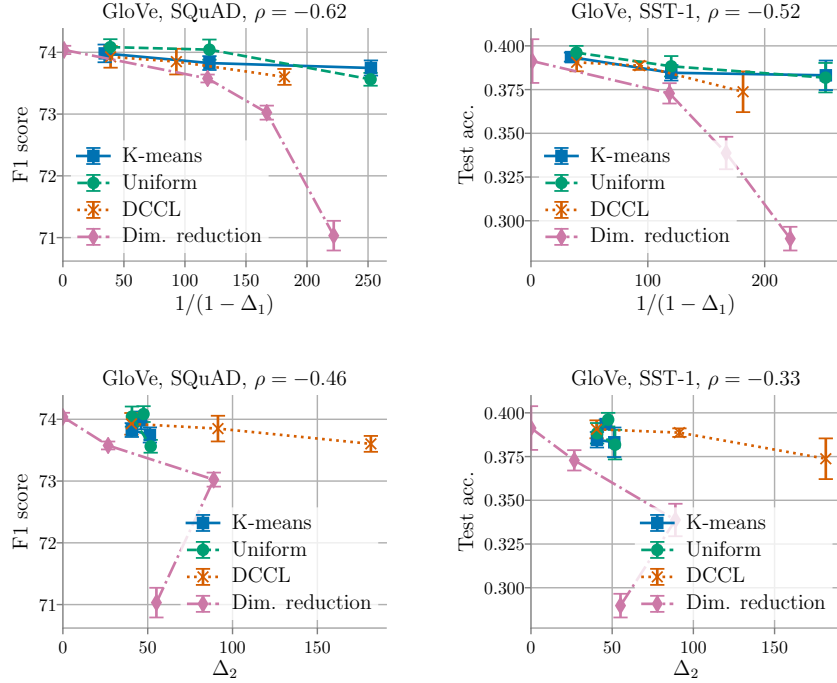 GloVe, SQuAD, ρ = −0.62
F1 score
74
73
72
71
K-means
Uniform
DCCL
Dim. reduction
0 50 100 150 200 250
1/(1 − Δ₁)
GloVe, SST-1, ρ = −0.52
Test acc.
0.400
0.375
0.350
0.325
0.300
K-means
Uniform
DCCL
Dim. reduction
0 100 200
1/(1 − Δ₁)
GloVe, SQuAD, ρ = −0.46
F1 score
74
73
72
71
K-means
Uniform
DCCL
Dim. reduction
0 50 100 150
Δ₂
GloVe, SST-1, ρ = −0.33
Test acc.
0.400
0.375
0.350
0.325
0.300
K-means
Uniform
DCCL
Dim. reduction
0 50 100 150
Δ₂